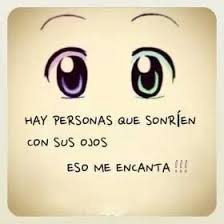 HAY PERSONAS QUE SONRÍEN
CON SUS OJOS
ESO ME ENCANTA !!!